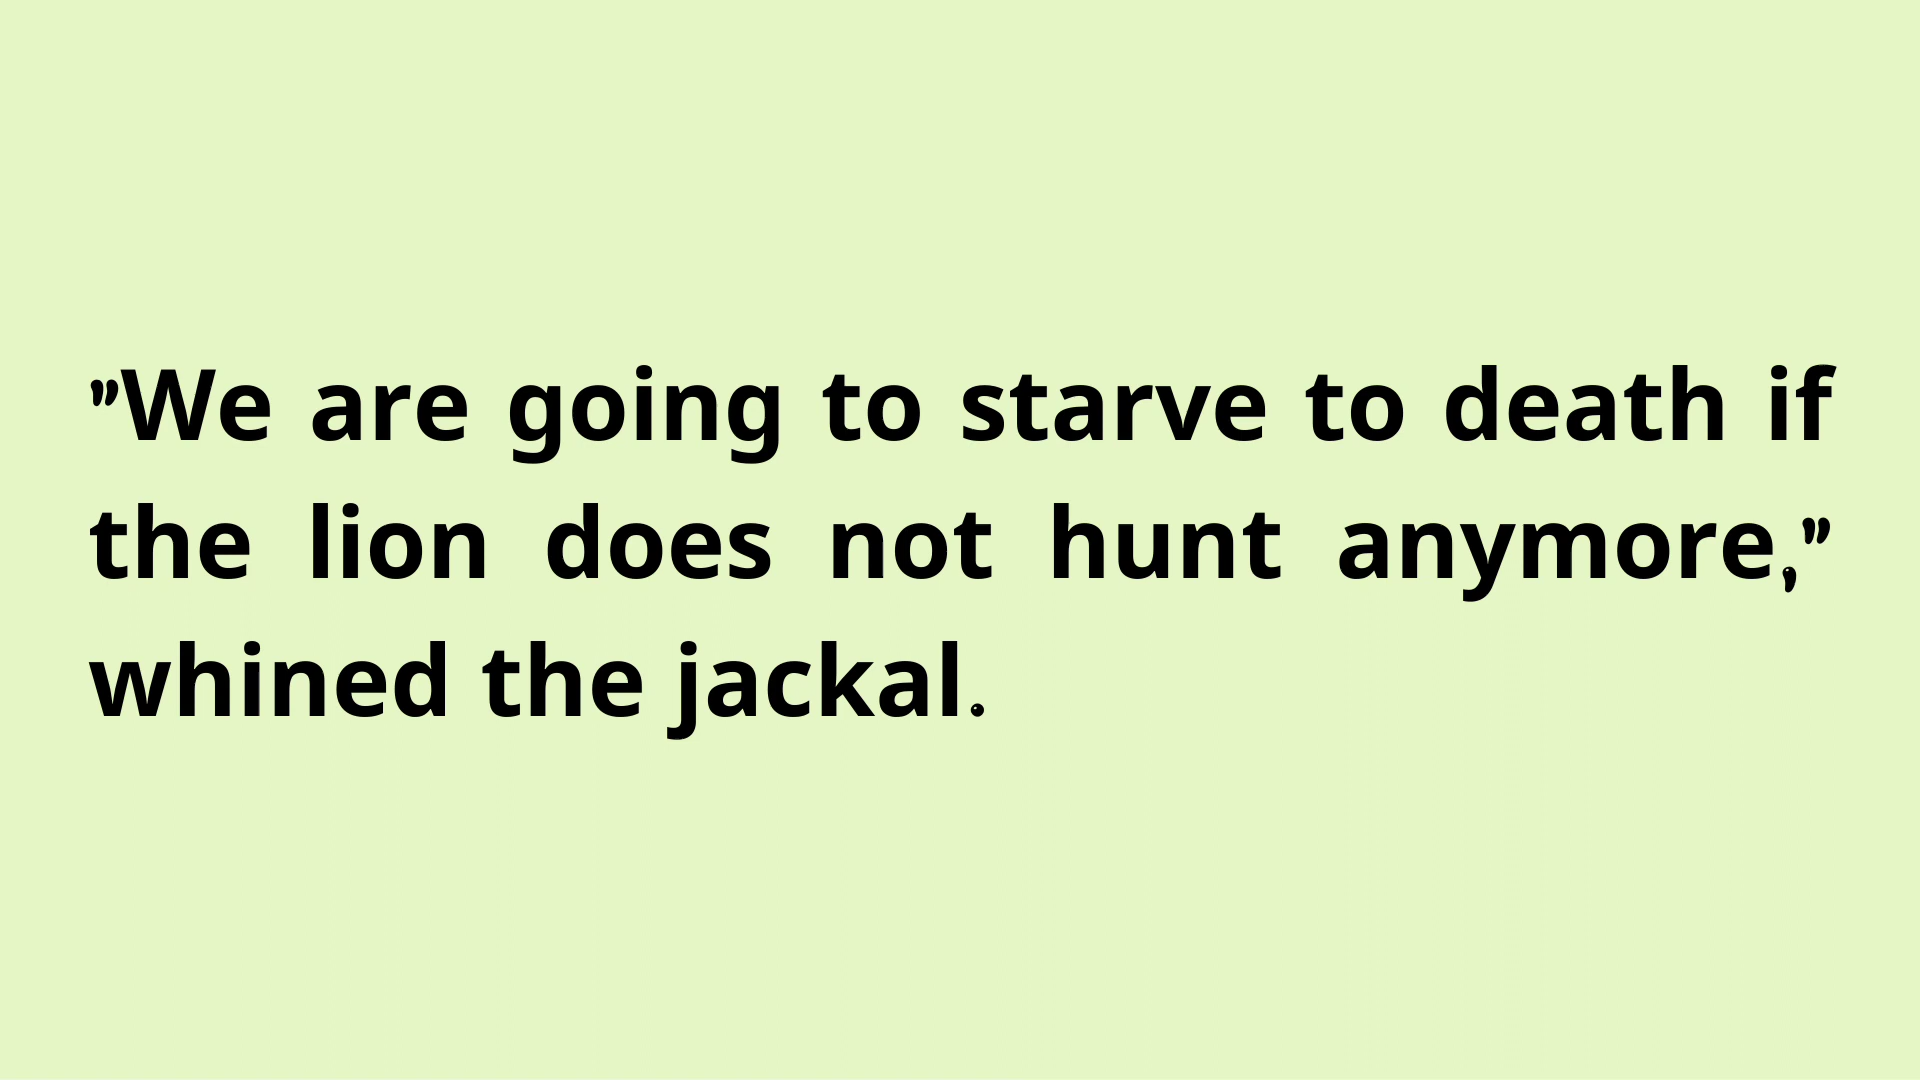 ”We are going to starve to death if
the lion does not hunt anymore,”
whined the jackal.